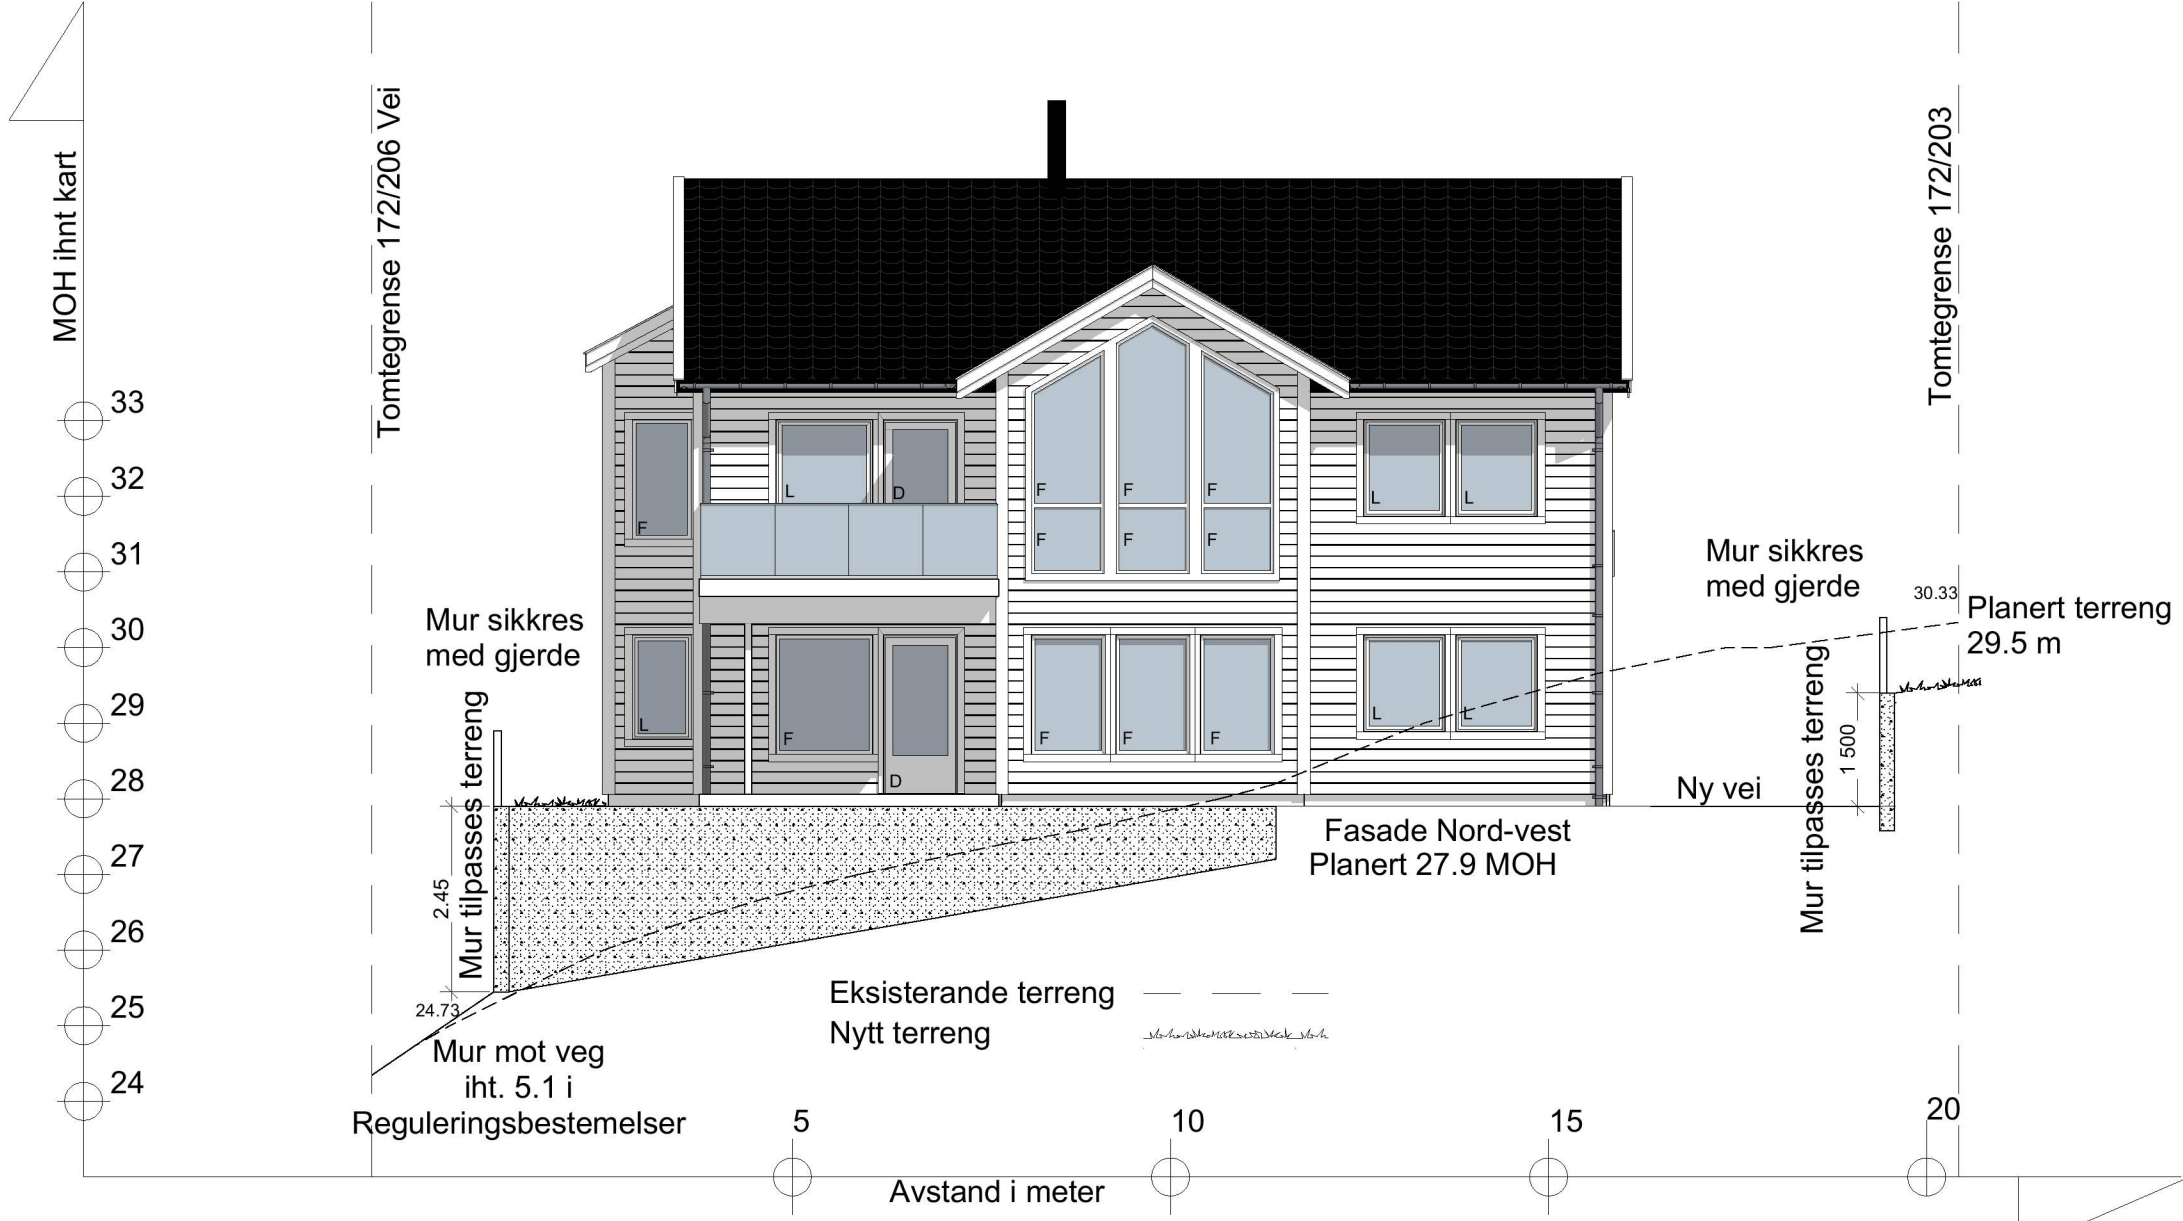 MOH ihnt kart
Tomtegrense 172/206 Vei
Tomtegrense 172/203
33
32
31
30
29
28
27
26
25
24
F
L
D
F
F
F
F
F
F
L
L
L
F
D
F
F
F
L
L
Mur sikkres
med gjerde
Mur tilpasses terreng
2.45
24.73
Mur mot veg
iht. 5.1 i
Reguleringsbestemelser
Mur sikkres
med gjerde
30.33
Planert terreng
29.5 m
Mur tilpasses terreng
1 500
Ny vei
Fasade Nord-vest
Planert 27.9 MOH
Eksisterande terreng
Nytt terreng
5
10
15
20
Avstand i meter